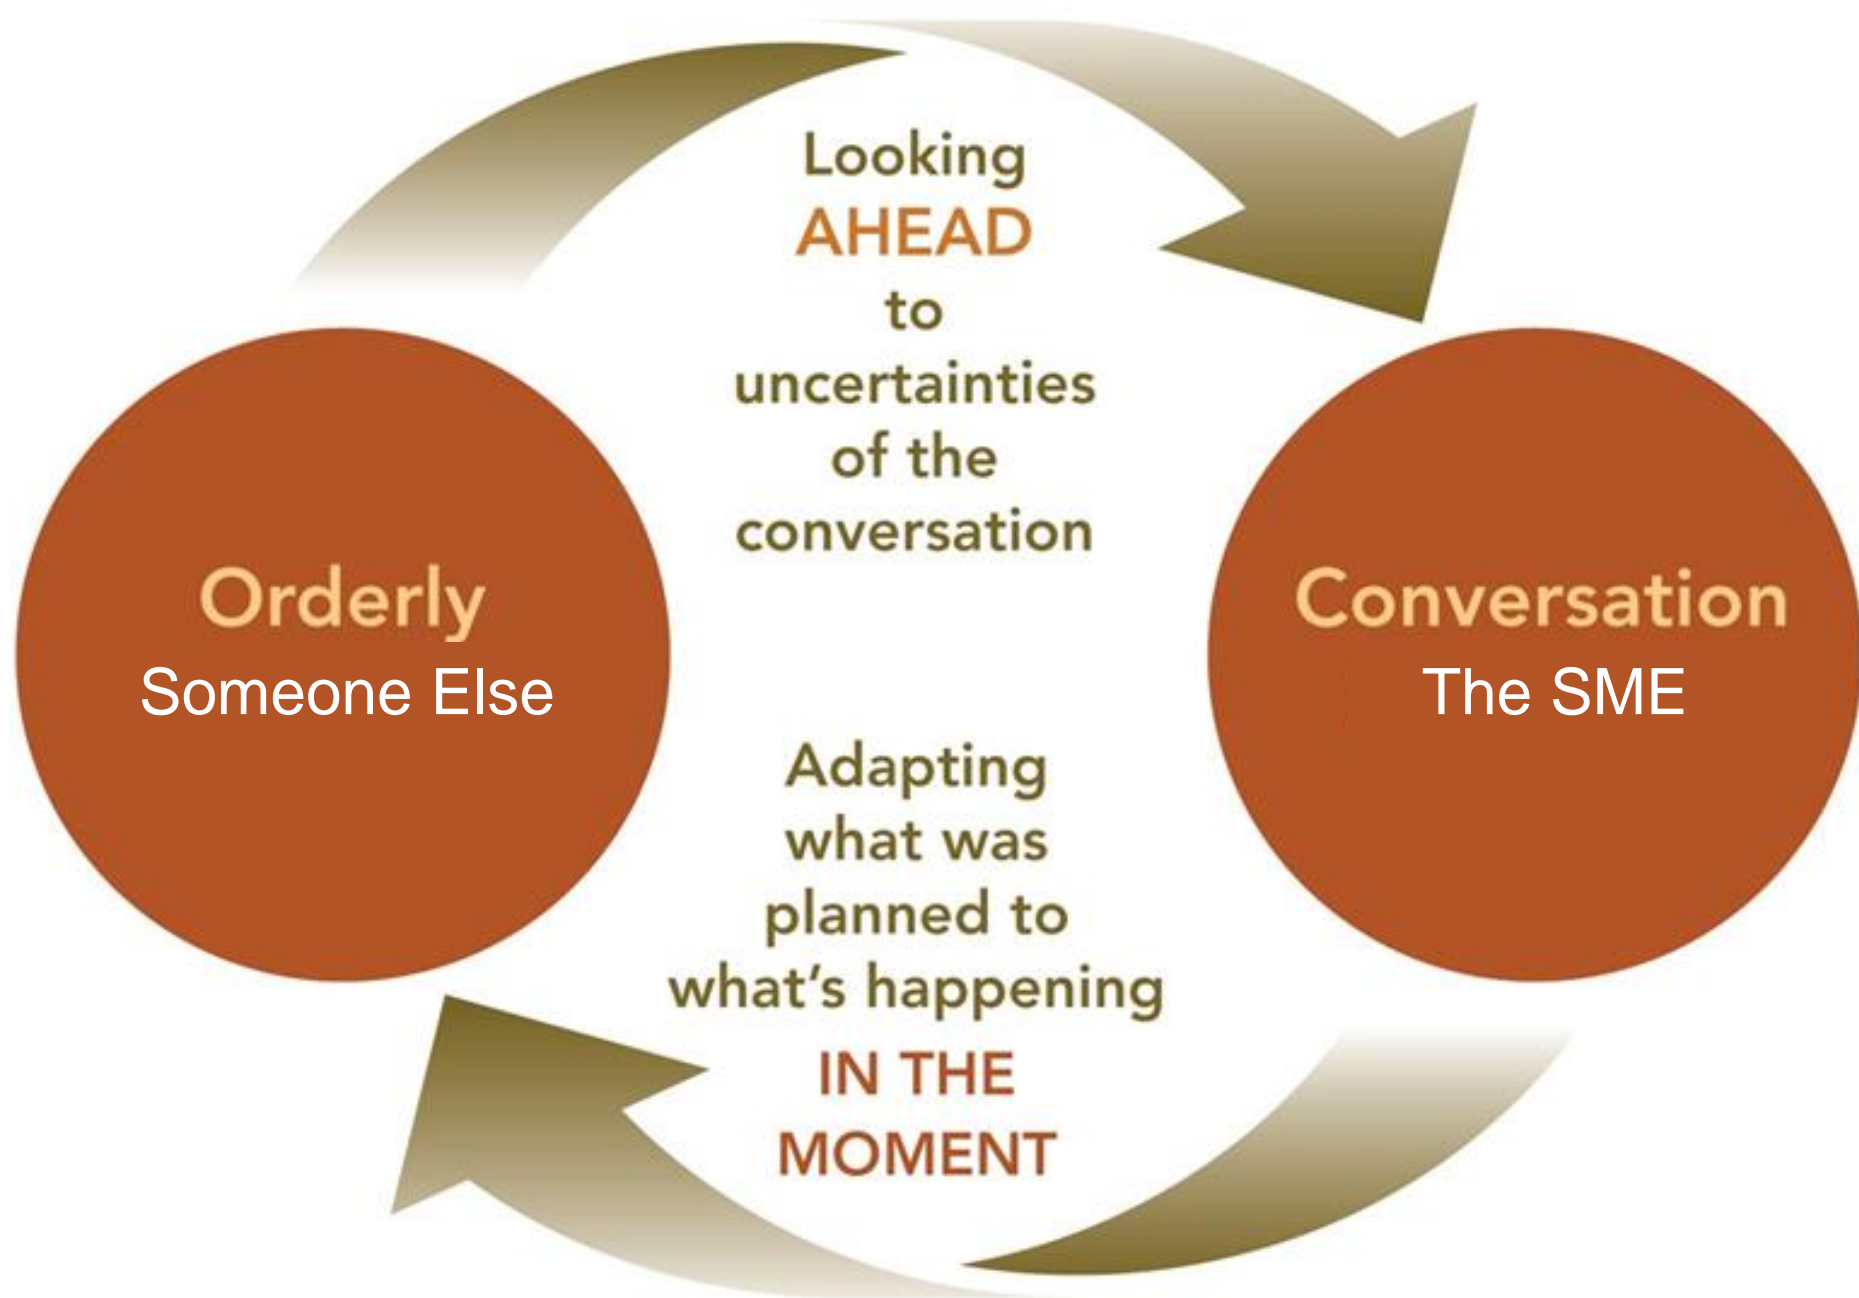 Looking
AHEAD
to
uncertainties
of the
conversation
Orderly
Someone Else
Conversation
The SME
Adapting
what was
planned to
what's happening
IN THE
MOMENT